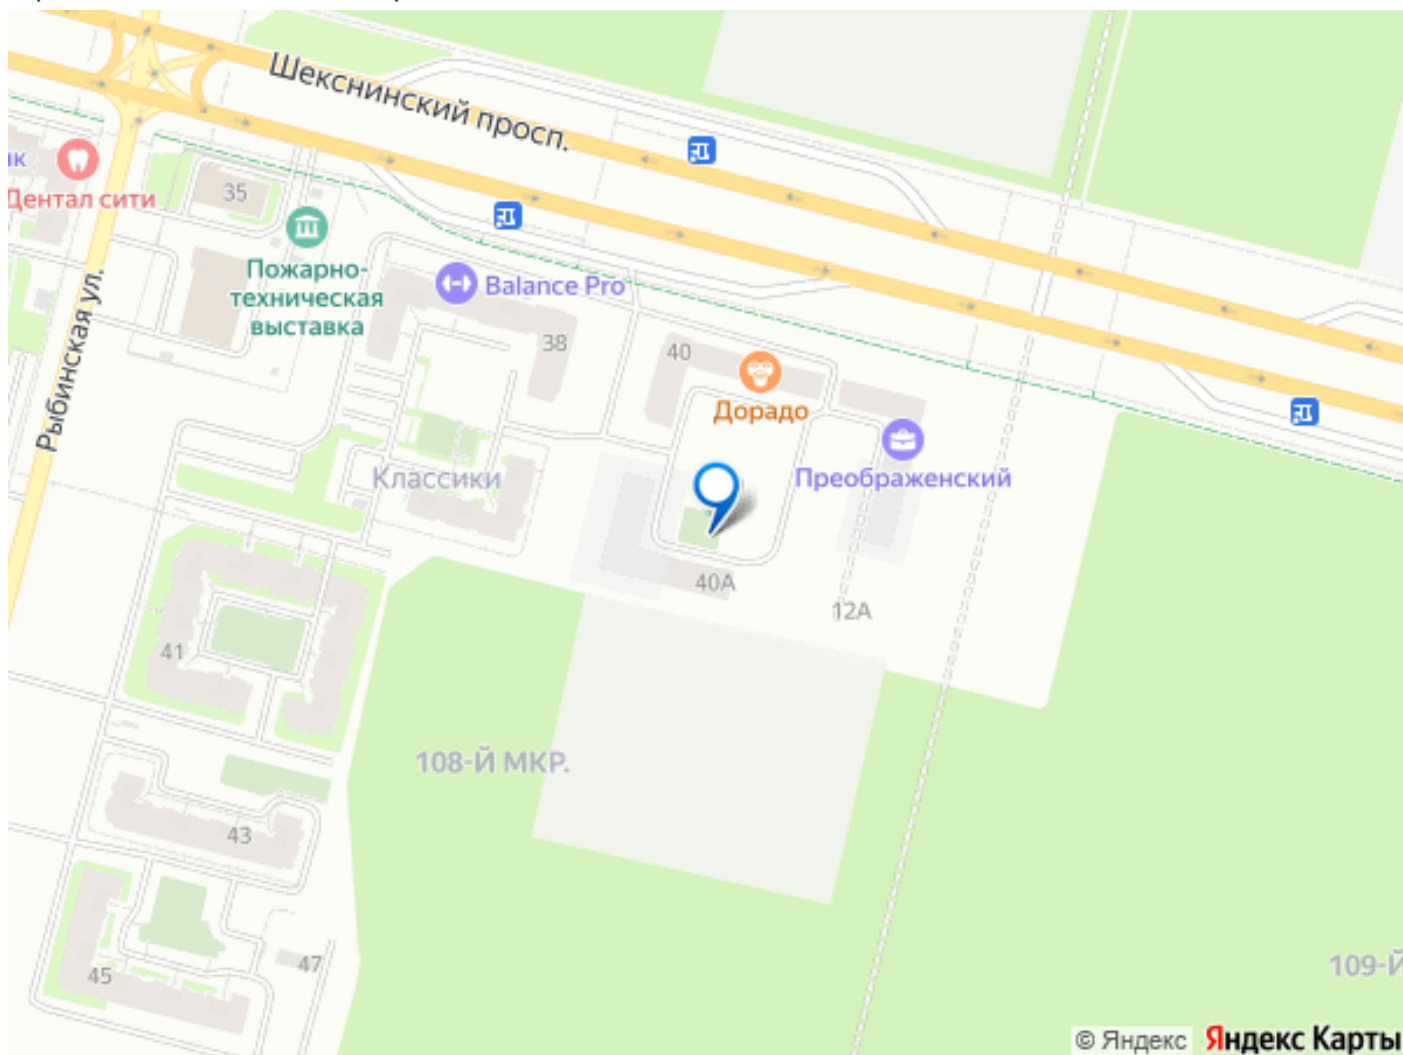 Шекснинский просп.
нк
Дентал сити
35
Пожарно-
техническая
выставка
Balance Pro
38
40
Дорадо
Преображенский
Рыбинская ул.
Классики
40А
12А
41
108-Й МКР.
43
45
47
109-Й
© Яндекс Яндекс Карты